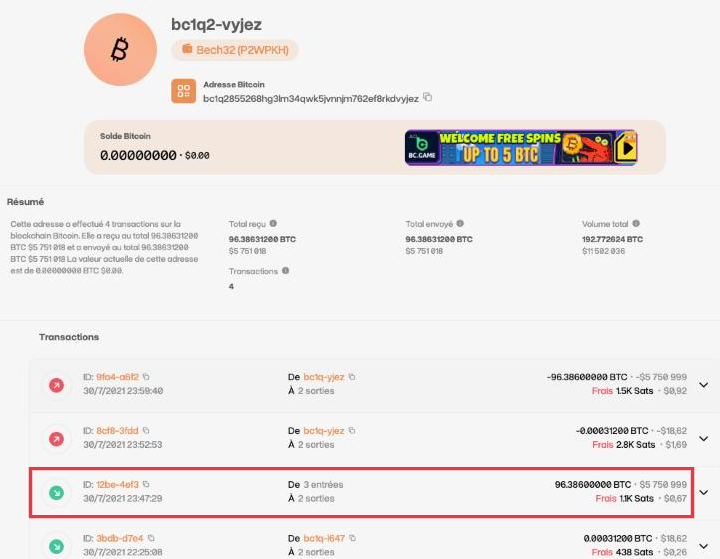 bc1q2-vyjez
Bech32 (P2WPKH)
Adresse Bitcoin
bc1q2855268hg3lm34qwk5jvnnjm762ef8rkdvyjez
Solde Bitcoin
0.00000000 · $0.00
AD
BC.GAME
WELCOME FREE SPINS
UP TO 5 BTC
Résumé
Cette adresse a effectué 4 transactions sur la
blockchain Bitcoin. Elle a reçu au total 96.38631200
BTC $5 751 018 et a envoyé au total 96.38631200
BTC $5 751 018 La valeur actuelle de cette adresse
est de 0.00000000 BTC $0.00.
Total reçu
96.38631200 BTC
$5 751 018
Total envoyé
96.38631200 BTC
$5 751 018
Volume total
192.772624 BTC
$11 502 036
Transactions
4
Transactions
ID: 9fa4-a6f2
30/7/2021 23:59:40
De bc1q-yjez
À 2 sorties
-96.38600000 BTC · -$5 750 999
Frais 1.5K Sats · $0,92
ID: 8cf8-3fdd
30/7/2021 23:52:53
De bc1q-yjez
À 2 sorties
-0.00031200 BTC · -$18,62
Frais 2.8K Sats · $1,69
ID: 12be-4ef3
30/7/2021 23:47:29
De 3 entrées
À 2 sorties
96.38600000 BTC · $5 750 999
Frais 1.1K Sats · $0,67
ID: 3bdb-d7e4
30/7/2021 22:25:08
De bc1q-l647
À 2 sorties
0.00031200 BTC · $18,62
Frais 438 Sats · $0,26